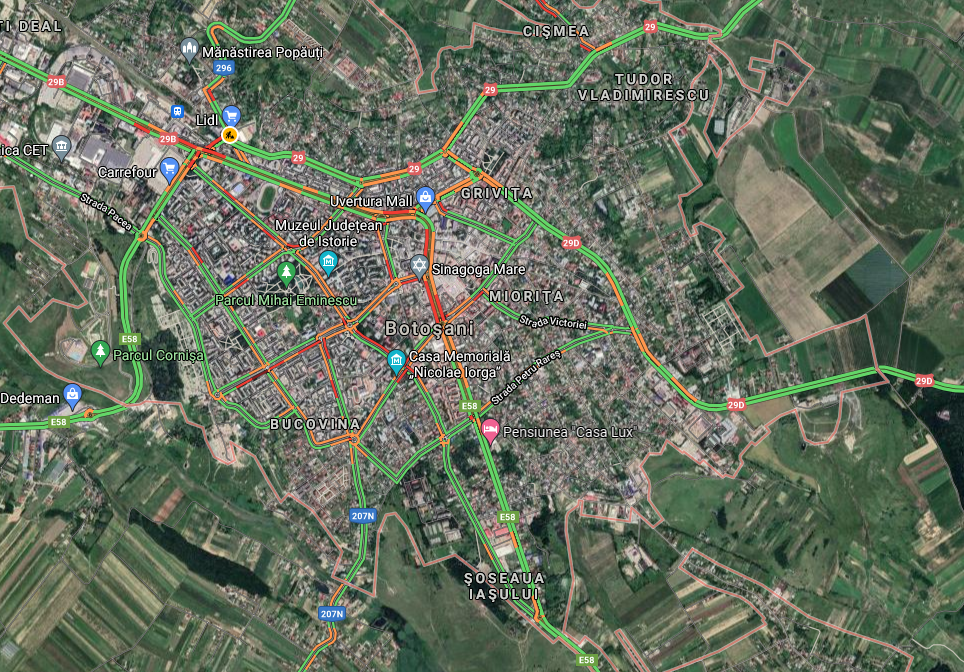 TI DEAL
CIȘMEA
29
Mănăstirea Popăuți
296
29B
TUDOR
VLADIMIRESCU
29
Lidl
29B
ica CET
29
29
Carrefour
Uvertura Mall
GRIVIȚA
Strada Pacea
Muzeul Județean
de Istorie
29D
Sinagoga Mare
Parcul Mihai Eminescu
MIORIȚA
Strada Victoriei
Botoșani
E58
Parcul Cornișa
Casa Memorială
„Nicolae Iorga”
Strada Petru Rareș
29D
Dedeman
E58
E58
29D
BUCOVINA
Pensiunea "Casa Lux"
207N
E58
ȘOSEAUA
IAȘULUI
207N
E58